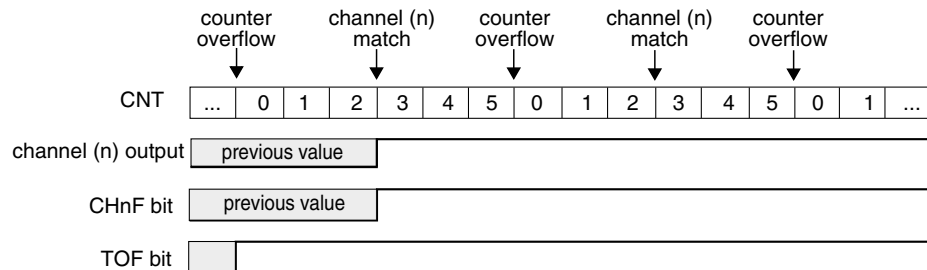 counter overflow
channel (n) match
counter overflow
channel (n) match
counter overflow
CNT ... 0 1 2 3 4 5 0 1 2 3 4 5 0 1 ...
channel (n) output previous value
CHnF bit previous value
TOF bit